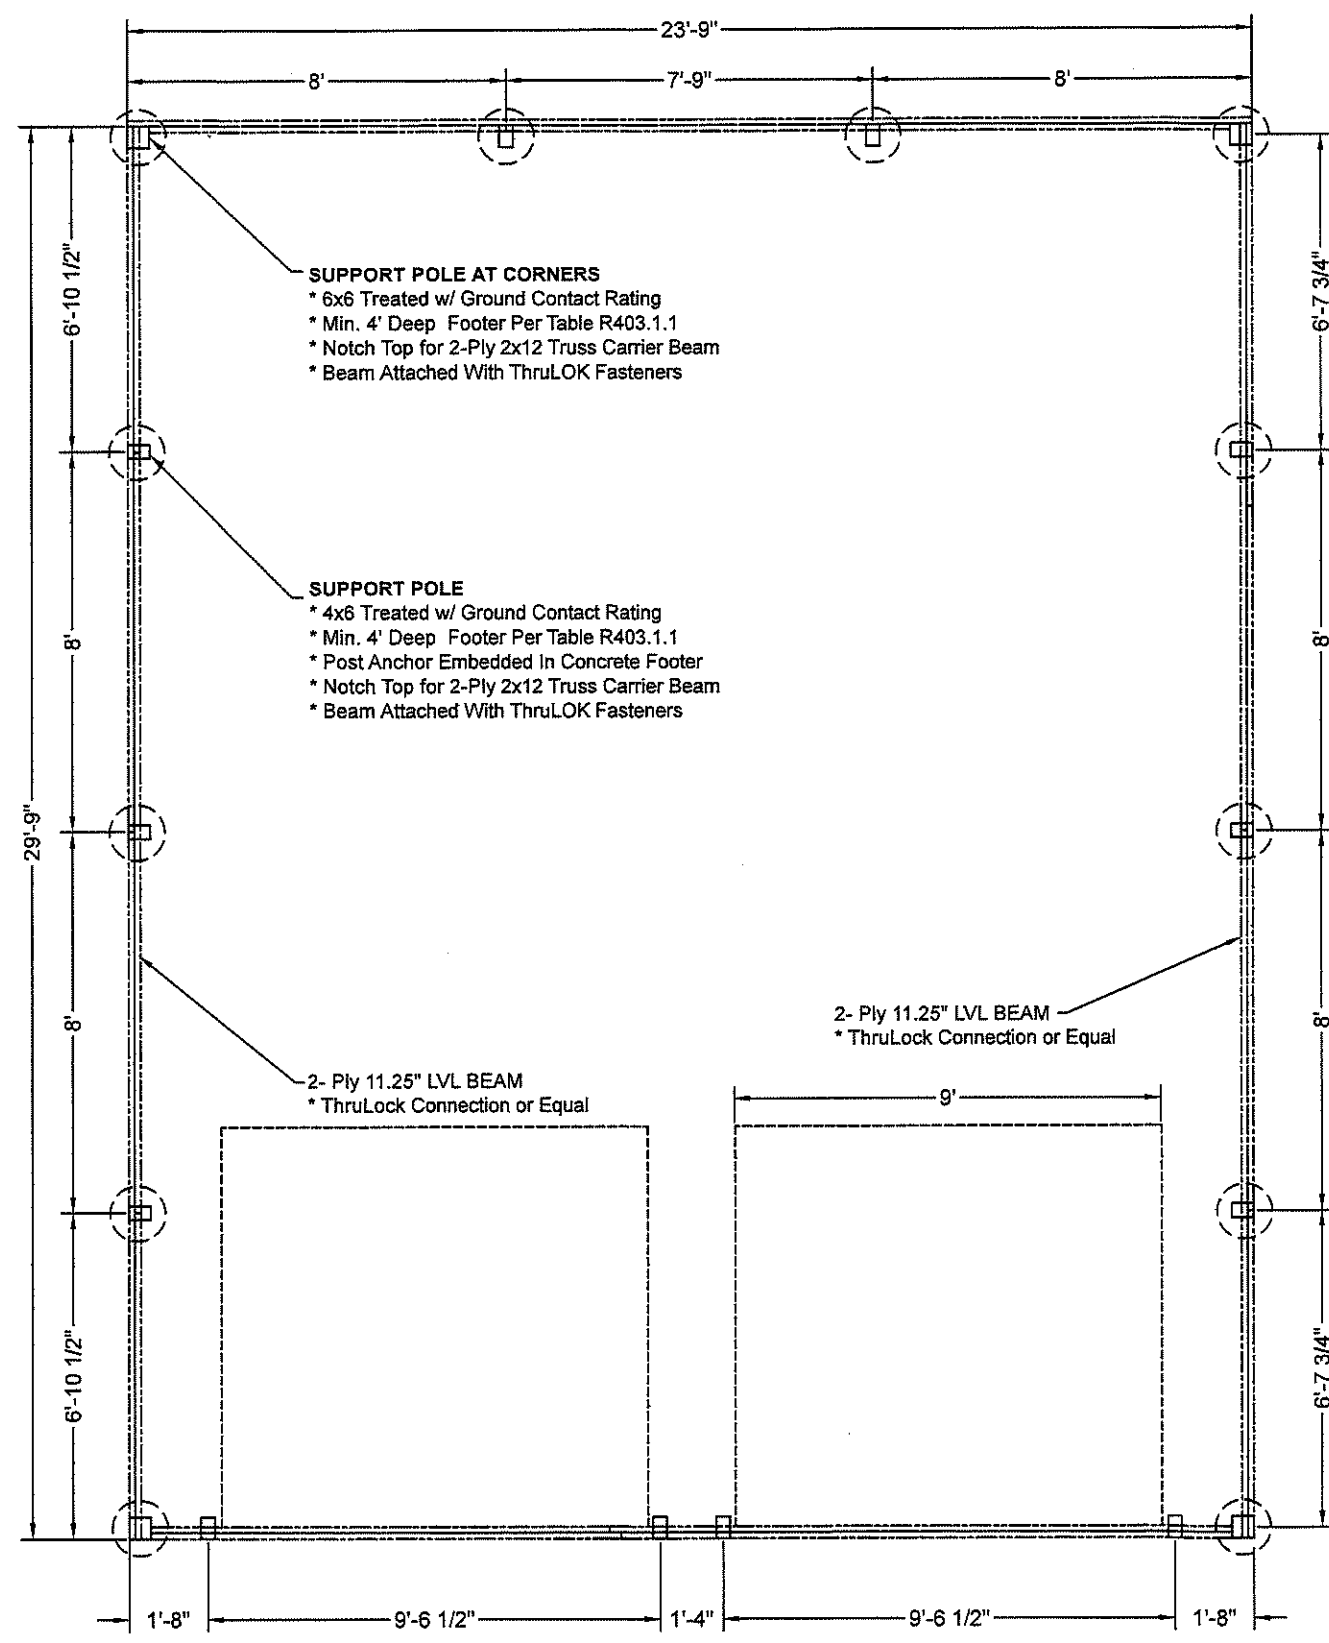 23'-9"
8'
7'-9"
8'
6'-10 1/2"
6'-7 3/4"
SUPPORT POLE AT CORNERS
* 6x6 Treated w/ Ground Contact Rating
* Min. 4' Deep Footer Per Table R403.1.1
* Notch Top for 2-Ply 2x12 Truss Carrier Beam
* Beam Attached With ThruLOK Fasteners
SUPPORT POLE
* 4x6 Treated w/ Ground Contact Rating
* Min. 4' Deep Footer Per Table R403.1.1
* Post Anchor Embedded In Concrete Footer
* Notch Top for 2-Ply 2x12 Truss Carrier Beam
* Beam Attached With ThruLOK Fasteners
8'
8'
29'-9"
8'
8'
2- Ply 11.25" LVL BEAM
* ThruLock Connection or Equal
2- Ply 11.25" LVL BEAM
* ThruLock Connection or Equal
9'
6'-10 1/2"
6'-7 3/4"
1'-8"
9'-6 1/2"
1'-4"
9'-6 1/2"
1'-8"